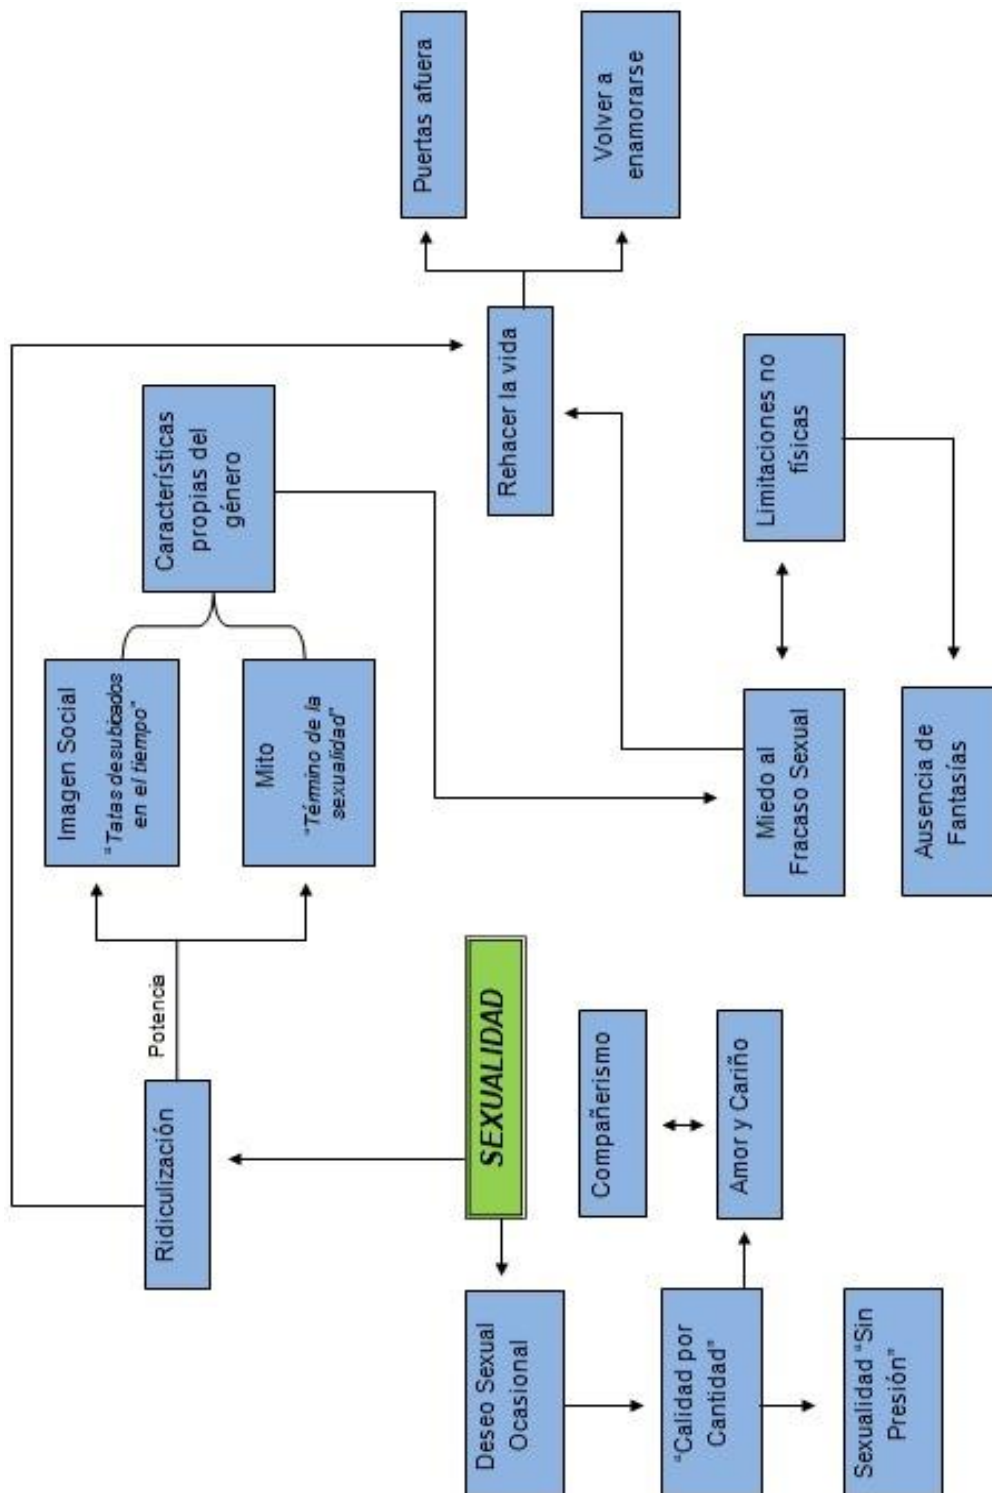 Ridiculización
Potencia
Imagen Social
"Tatas desubicados
en el tiempo"
Mito
"Término de la
sexualidad"
Características
propias del
género
SEXUALIDAD
Deseo Sexual
Ocasional
"Calidad por
Cantidad"
Sexualidad "Sin
Presión"
Compañerismo
Amor y Cariño
Miedo al
Fracaso Sexual
Ausencia de
Fantasías
Limitaciones no
físicas
Rehacer la vida
Puertas afuera
Volver a
enamorarse